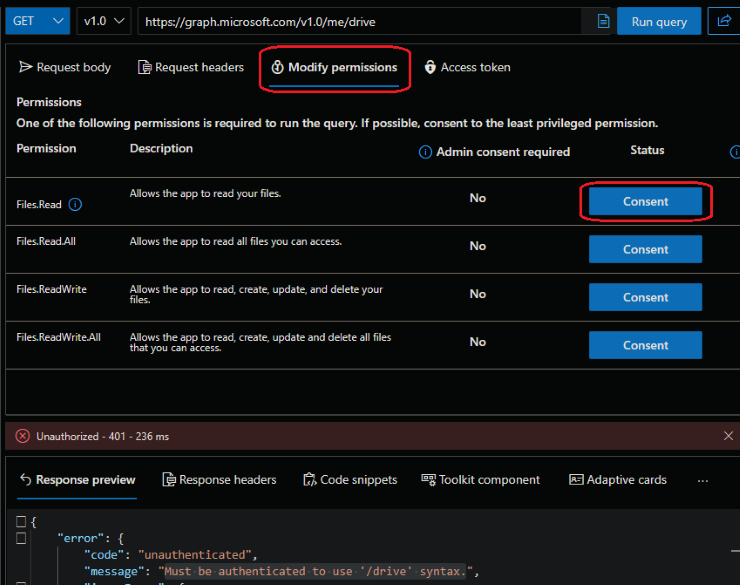 GET v1.0 https://graph.microsoft.com/v1.0/me/drive Run query
Request body Request headers Modify permissions Access token
Permissions
One of the following permissions is required to run the query. If possible, consent to the least privileged permission.
Permission Description Admin consent required Status
Files.Read Allows the app to read your files. No Consent
Files.Read.All Allows the app to read all files you can access. No Consent
Files.ReadWrite Allows the app to read, create, update, and delete your
files. No Consent
Files.ReadWrite.All Allows the app to read, create, update and delete all files
that you can access. No Consent
Unauthorized - 401 - 236 ms
Response preview Response headers Code snippets Toolkit component Adaptive cards ...
{
"error": {
"code": "unauthenticated",
"message": "Must be authenticated to use '/drive' syntax.",